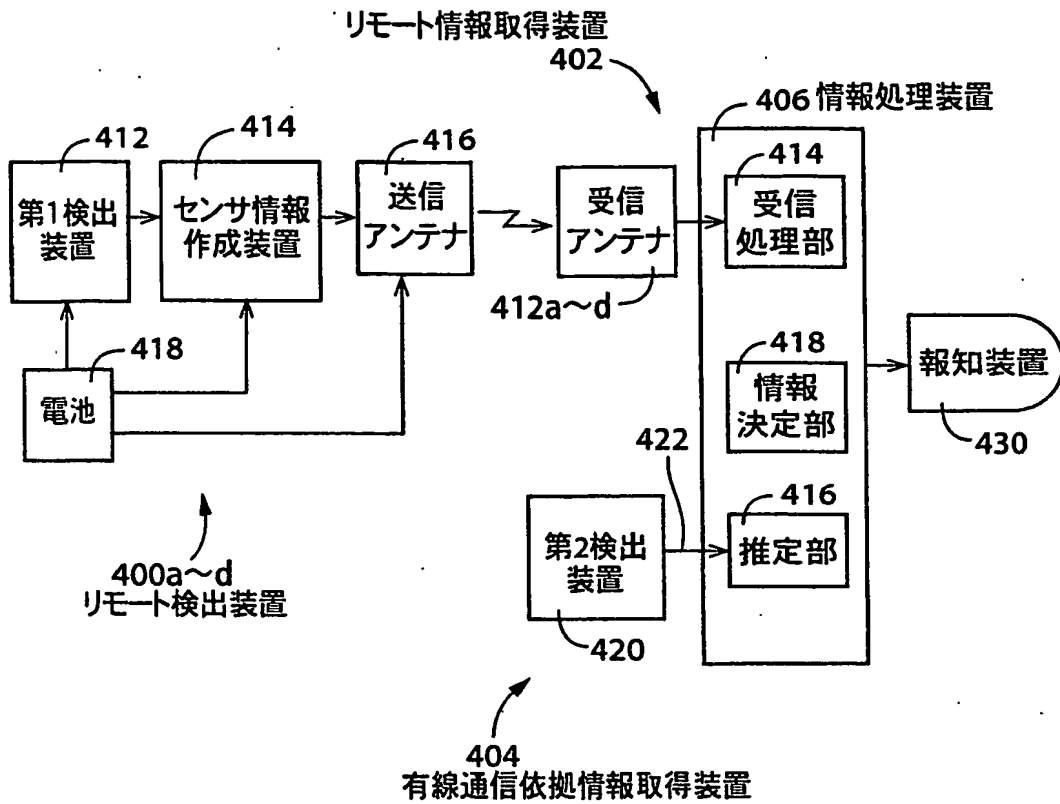 リモート情報取得装置
402
406 情報処理装置
412
414
416
414
第1検出
装置
センサ情報
作成装置
送信
アンテナ
受信
アンテナ
受信
処理部
412a～d
418
電池
418
情報
決定部
報知装置
430
422
416
第2検出
装置
推定部
420
400a～d
リモート検出装置
404
有線通信依拠情報取得装置